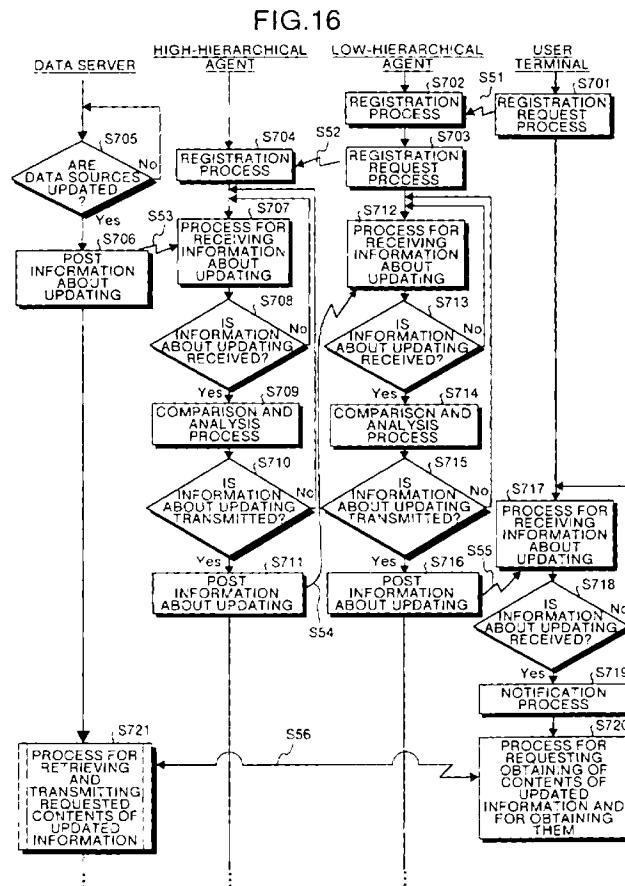 FIG.16
DATA SERVER
HIGH-HIERARCHICAL
AGENT
LOW-HIERARCHICAL
AGENT
USER
TERMINAL
S702
REGISTRATION
PROCESS
S51
S701
REGISTRATION
REQUEST
PROCESS
S704
REGISTRATION
PROCESS
S52
S703
REGISTRATION
REQUEST
PROCESS
S705
ARE
DATA SOURCES
UPDATED
?
No
Yes
S706
POST
INFORMATION
ABOUT
UPDATING
S53
S707
PROCESS FOR
RECEIVING
INFORMATION
ABOUT
UPDATING
S712
PROCESS FOR
RECEIVING
INFORMATION
ABOUT
UPDATING
S708
IS
INFORMATION
ABOUT UPDATING
RECEIVED?
No
Yes
S713
IS
INFORMATION
ABOUT UPDATING
RECEIVED?
No
Yes
S709
COMPARISON AND
ANALYSIS
PROCESS
S714
COMPARISON AND
ANALYSIS
PROCESS
S710
IS
INFORMATION
ABOUT UPDATING
TRANSMITTED?
No
Yes
S715
IS
INFORMATION
ABOUT UPDATING
TRANSMITTED?
No
Yes
S717
PROCESS FOR
RECEIVING
INFORMATION
ABOUT
UPDATING
S711
POST
INFORMATION
ABOUT UPDATING
S54
S716
POST
INFORMATION
ABOUT UPDATING
S55
S718
IS
INFORMATION
ABOUT UPDATING
RECEIVED?
No
Yes
S719
NOTIFICATION
PROCESS
S720
PROCESS FOR
REQUESTING
OBTAINING OF
CONTENTS OF
UPDATED
INFORMATION AND
FOR OBTAINING
THEM
S56
S721
PROCESS FOR
RETRIEVING
AND
TRANSMITTING
REQUESTED
CONTENTS OF
UPDATED
INFORMATION